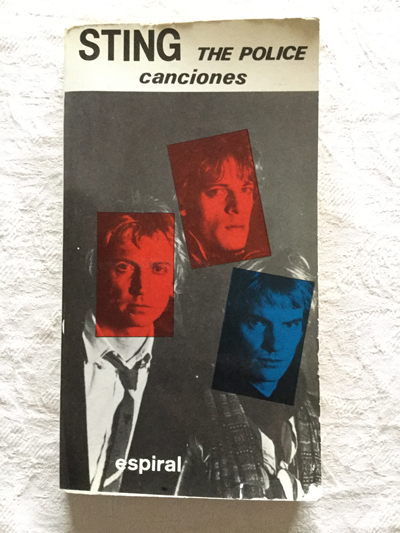 STING THE POLICE
canciones
espiral